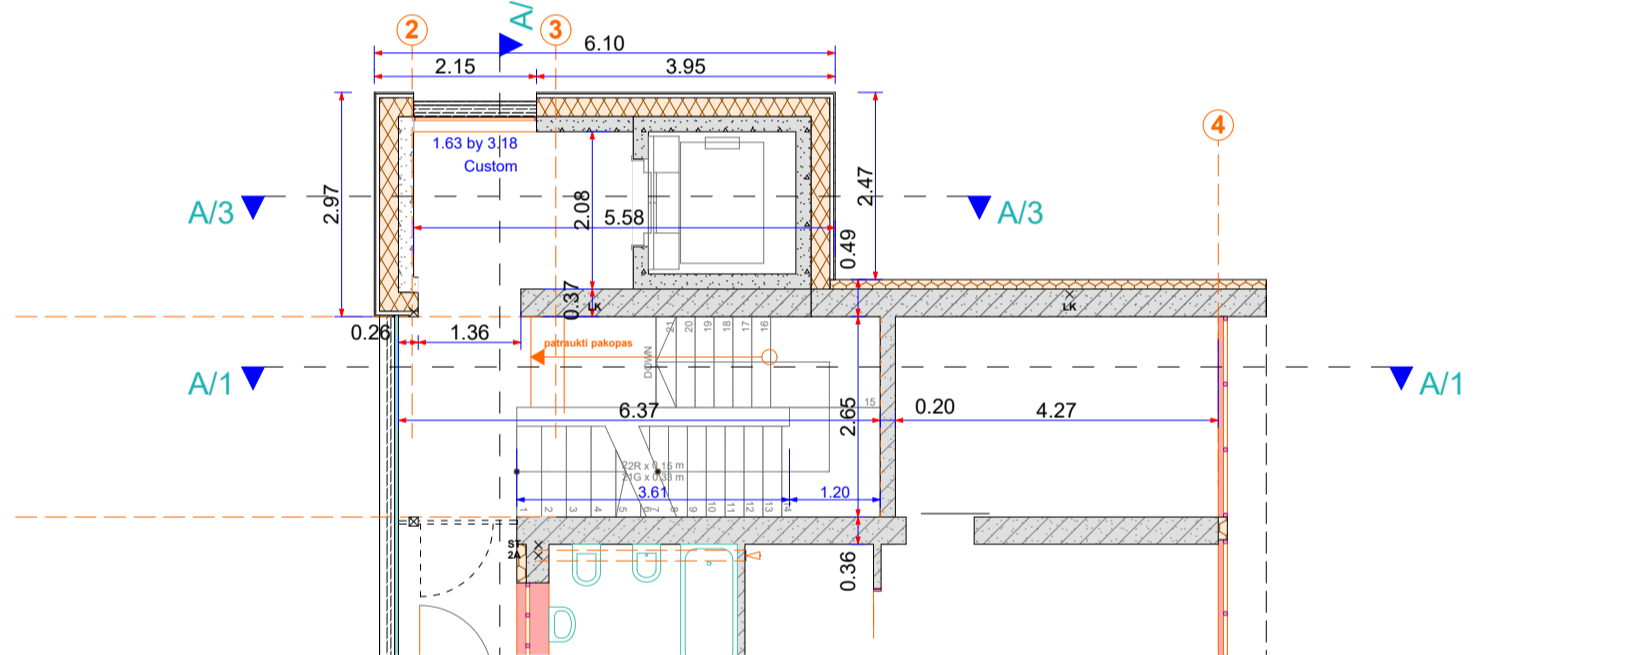 A/
2
3
6.10
2.15
3.95
4
1.63 by 3.18
Custom
2.97
2.08
5.58
2.47
0.49
A/3
A/3
0.37
LK
LK
0.26
1.36
patraukti pakopas
21
20
19
18
17
16
DOWN
A/1
A/1
15
6.37
2.65
0.20
4.27
22R x 0.15 m
21G x 0.33 m
3.61
1.20
1
2
3
4
5
6
7
8
9
10
11
12
13
14
ST
2A
0.36